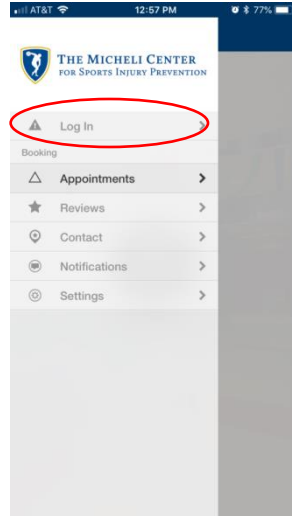 AT&T 12:57 PM 77%
THE MICHELI CENTER
FOR SPORTS INJURY PREVENTION
Log In
Booking
Appointments
Reviews
Contact
Notifications
Settings